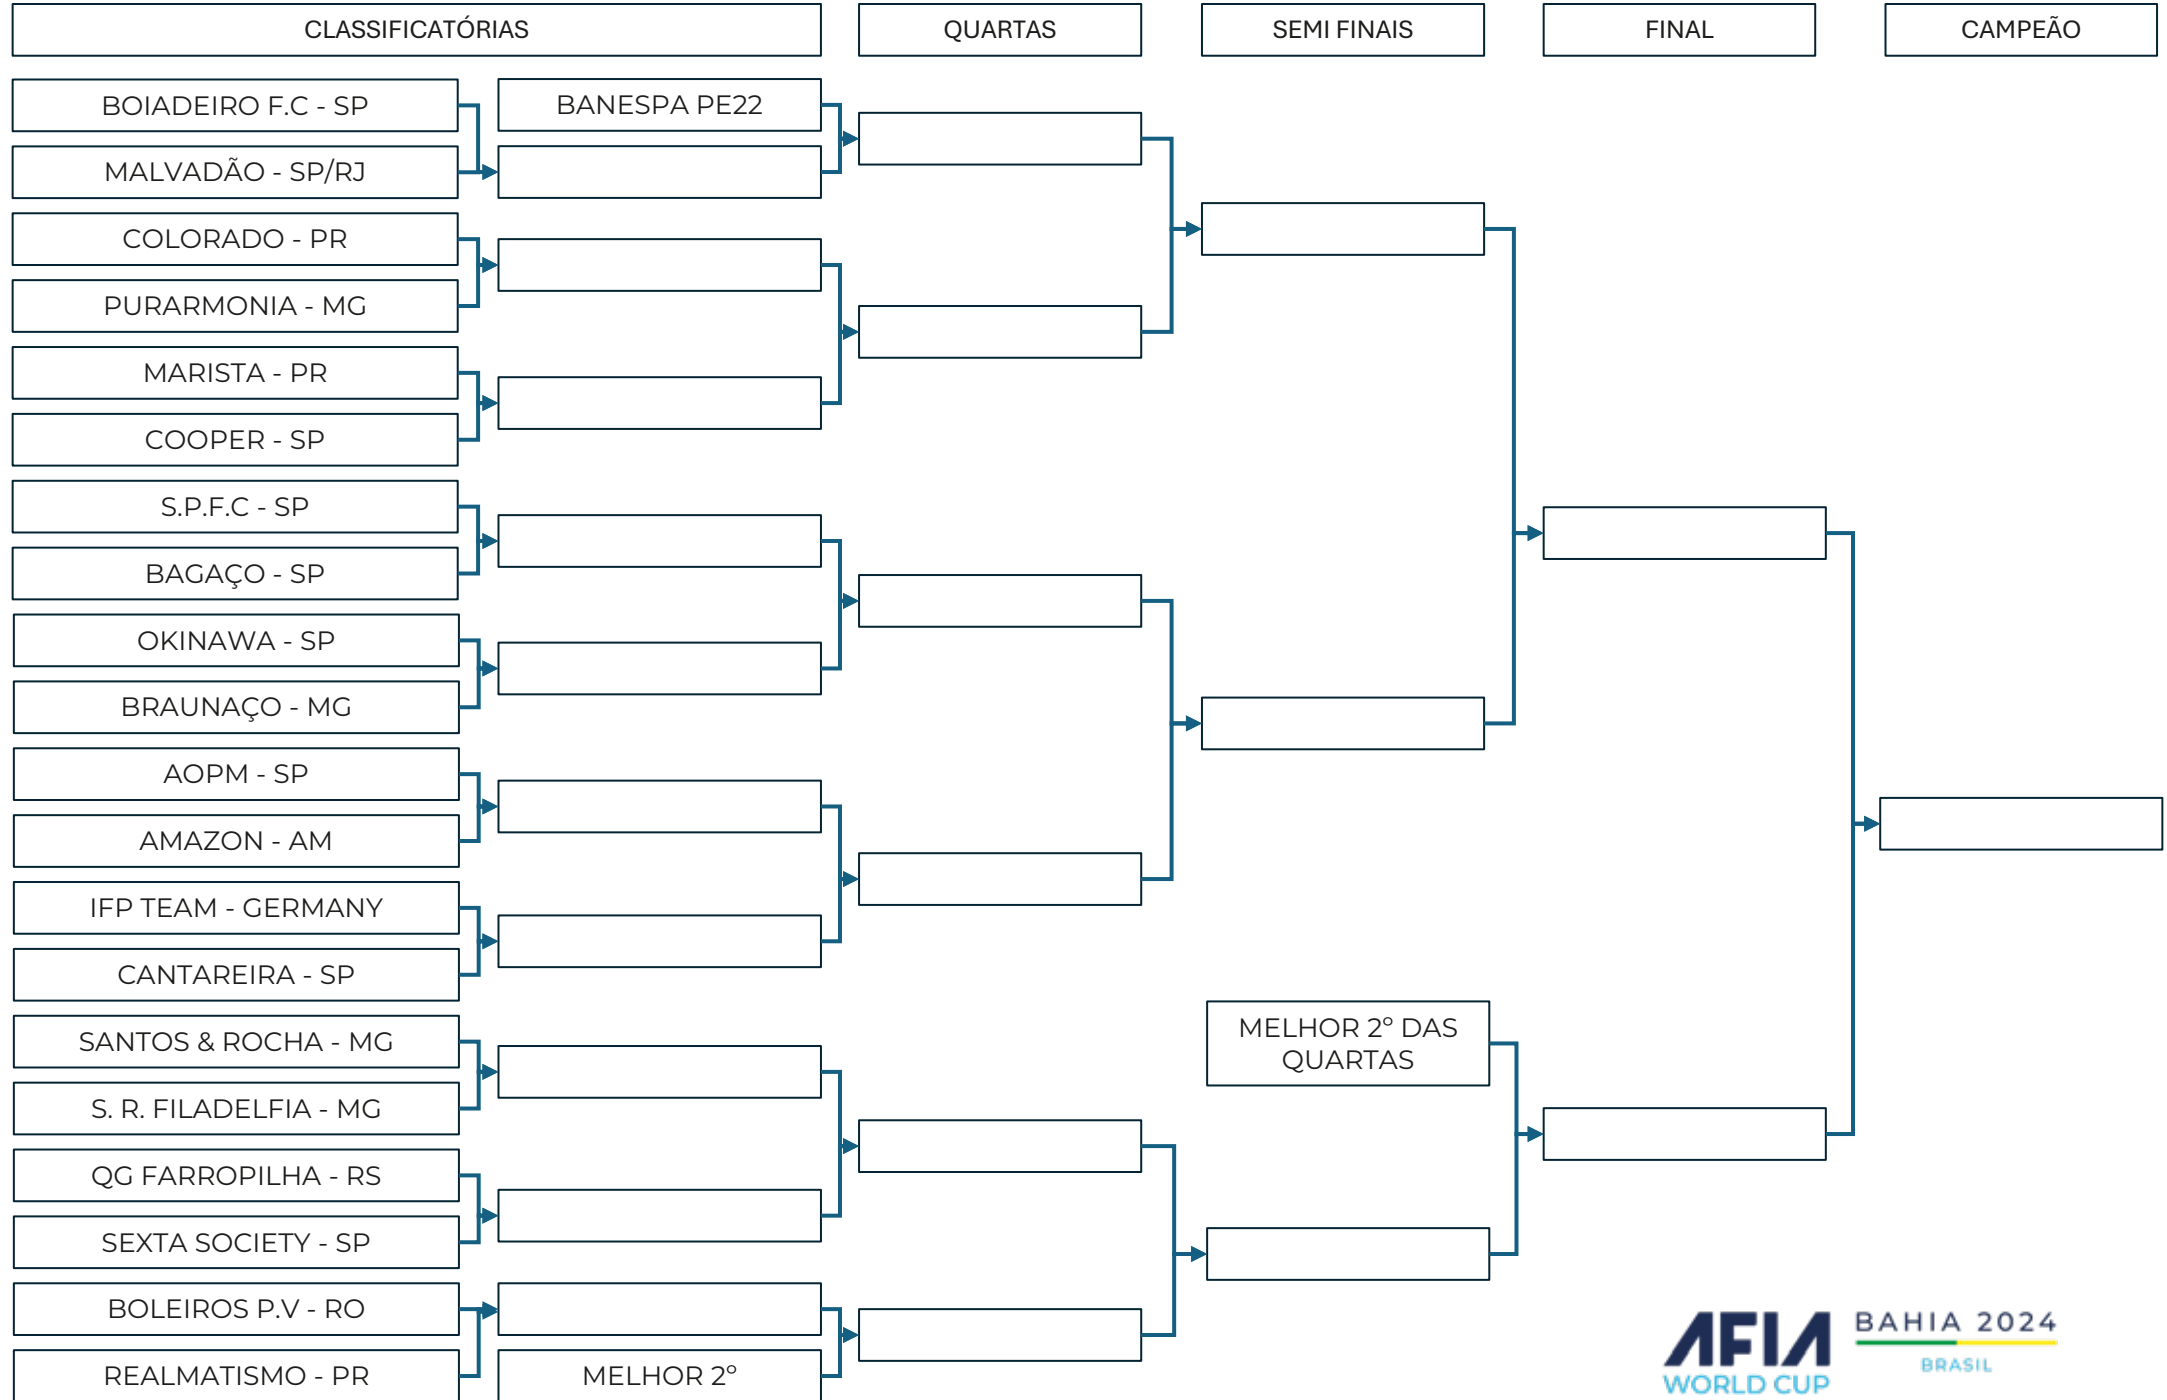 CLASSIFICATÓRIAS
QUARTAS
SEMI FINAIS
FINAL
CAMPEÃO
BOIADEIRO F.C - SP
BANESPA PE22
MALVADÃO - SP/RJ
COLORADO - PR
PURARMONIA - MG
MARISTA - PR
COOPER - SP
S.P.F.C - SP
BAGAÇO - SP
OKINAWA - SP
BRAUNAÇO - MG
AOPM - SP
AMAZON - AM
IFP TEAM - GERMANY
CANTAREIRA - SP
SANTOS & ROCHA - MG
MELHOR 2º DAS
QUARTAS
S. R. FILADELFIA - MG
QG FARROPILHA - RS
SEXTA SOCIETY - SP
BOLEIROS P.V - RO
REALMATISMO - PR
MELHOR 2º
AFIA
WORLD CUP
BAHIA 2024
BRASIL